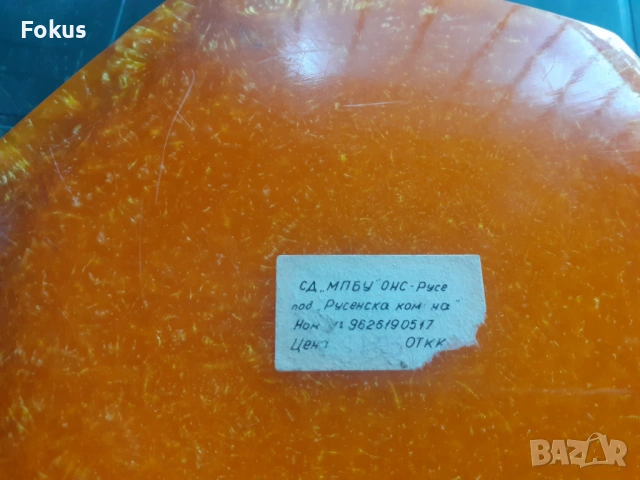 Fokus
СД „МПБУ" ОНС - Русе
под „Русенска ком на"
Ном № 9626190517
Цена ОТКК
BAZAR